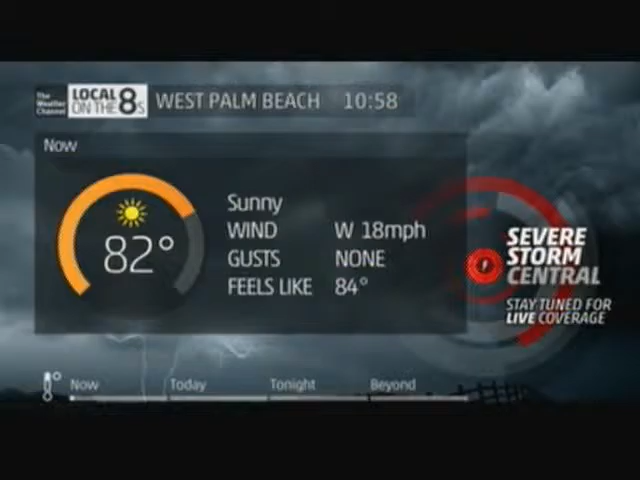 The Weather Channel
LOCAL ON THE 8s
WEST PALM BEACH 10:58
Now
82°
Sunny
WIND W 18mph
GUSTS NONE
FEELS LIKE 84°
SEVERE
STORM
CENTRAL
STAY TUNED FOR
LIVE COVERAGE
Now Today Tonight Beyond